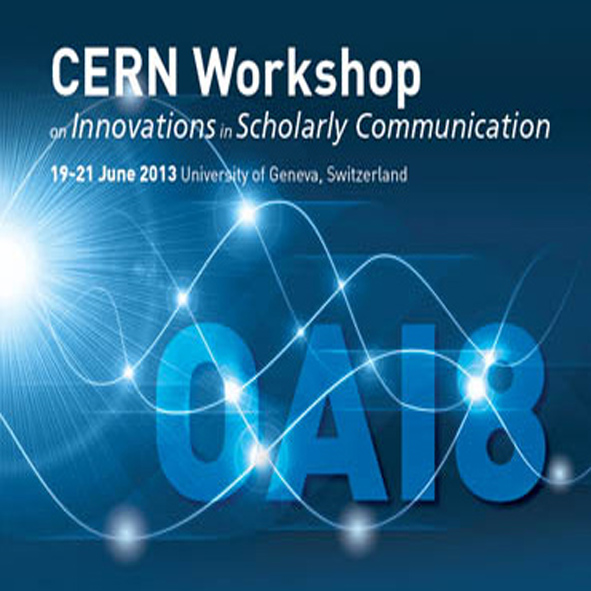 CERN Workshop
on Innovations in Scholarly Communication
19-21 June 2013 University of Geneva, Switzerland
OAI8